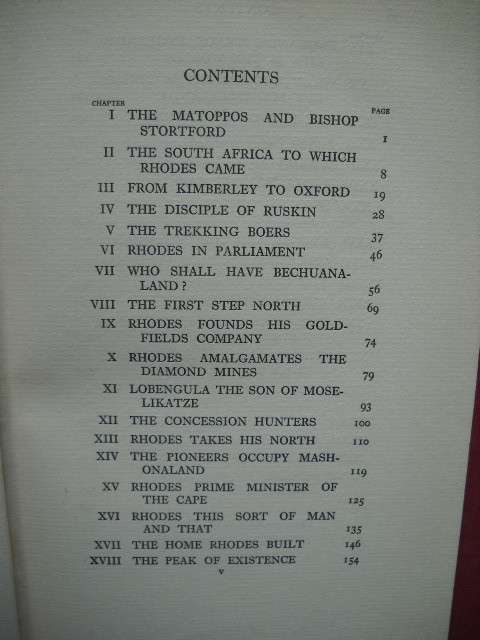 CONTENTS
CHAPTER PAGE
I THE MATOPPOS AND BISHOP
STORTFORD 1
II THE SOUTH AFRICA TO WHICH
RHODES CAME 8
III FROM KIMBERLEY TO OXFORD 19
IV THE DISCIPLE OF RUSKIN 28
V THE TREKKING BOERS 37
VI RHODES IN PARLIAMENT 46
VII WHO SHALL HAVE BECHUANA-
LAND? 56
VIII THE FIRST STEP NORTH 69
IX RHODES FOUNDS HIS GOLD-
FIELDS COMPANY 74
X RHODES AMALGAMATES THE
DIAMOND MINES 79
XI LOBENGULA THE SON OF MOSE-
LIKATZE 93
XII THE CONCESSION HUNTERS 100
XIII RHODES TAKES HIS NORTH 110
XIV THE PIONEERS OCCUPY MASH-
ONALAND 119
XV RHODES PRIME MINISTER OF
THE CAPE 125
XVI RHODES THIS SORT OF MAN
AND THAT 135
XVII THE HOME RHODES BUILT 146
XVIII THE PEAK OF EXISTENCE 154
v